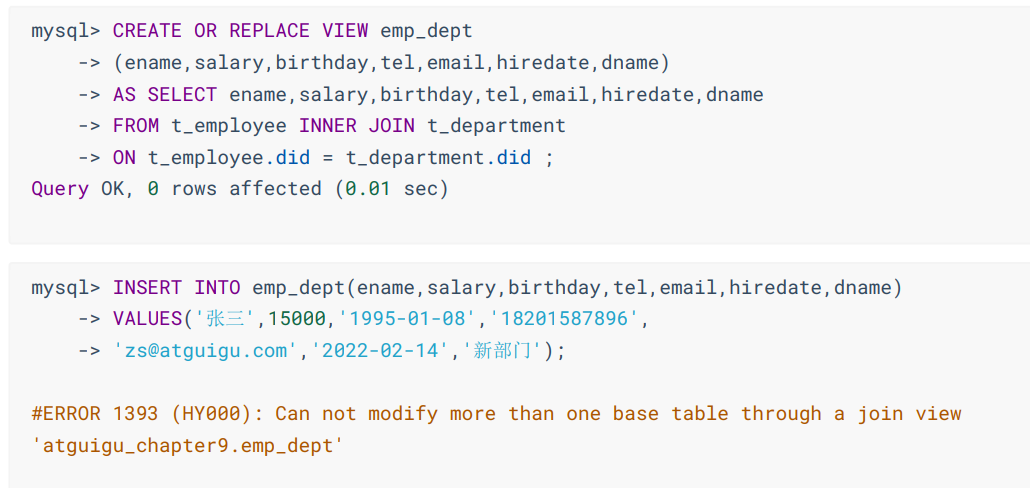 mysql> CREATE OR REPLACE VIEW emp_dept
-> (ename,salary,birthday,tel,email,hiredate,dname)
-> AS SELECT ename,salary,birthday,tel,email,hiredate,dname
-> FROM t_employee INNER JOIN t_department
-> ON t_employee.did = t_department.did ;
Query OK, 0 rows affected (0.01 sec)
mysql> INSERT INTO emp_dept(ename,salary,birthday,tel,email,hiredate,dname)
-> VALUES('张三',15000,'1995-01-08','18201587896',
-> 'zs@atguigu.com','2022-02-14','新部门');
#ERROR 1393 (HY000): Can not modify more than one base table through a join view
'atguigu_chapter9.emp_dept'